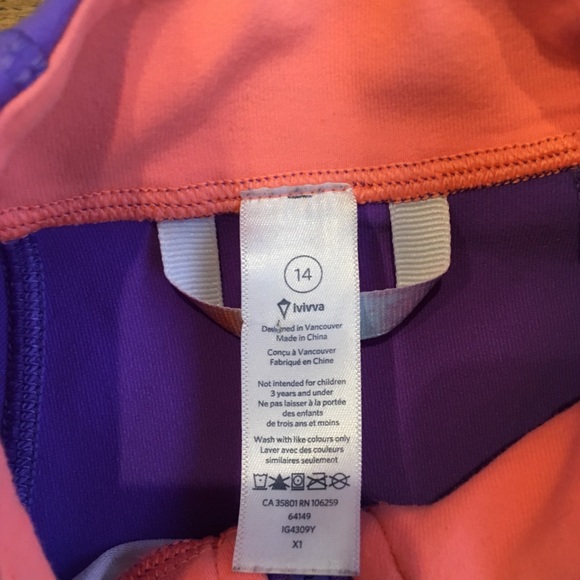 14
ivivva
Designed in Vancouver
Made in China
Conçu à Vancouver
Fabriqué en Chine
Not intended for children
3 years and under
Ne pas laisser à la portée
des enfants
de trois ans et moins
Wash with like colours only
Laver avec des couleurs
similaires seulement
CA 35801 RN 106259
64149
IG4309Y
X1